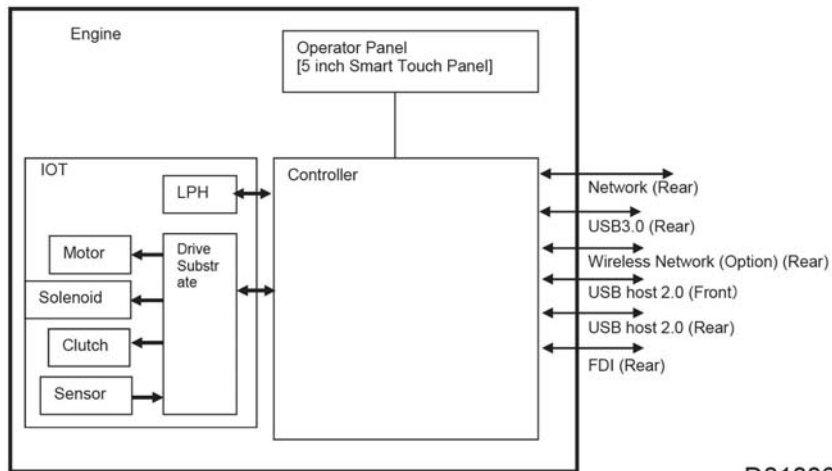 Engine
Operator Panel
[5 inch Smart Touch Panel]
IOT
LPH
Controller
Motor
Drive
Substr
ate
Solenoid
Clutch
Sensor
Network (Rear)
USB3.0 (Rear)
Wireless Network (Option) (Rear)
USB host 2.0 (Front)
USB host 2.0 (Rear)
FDI (Rear)